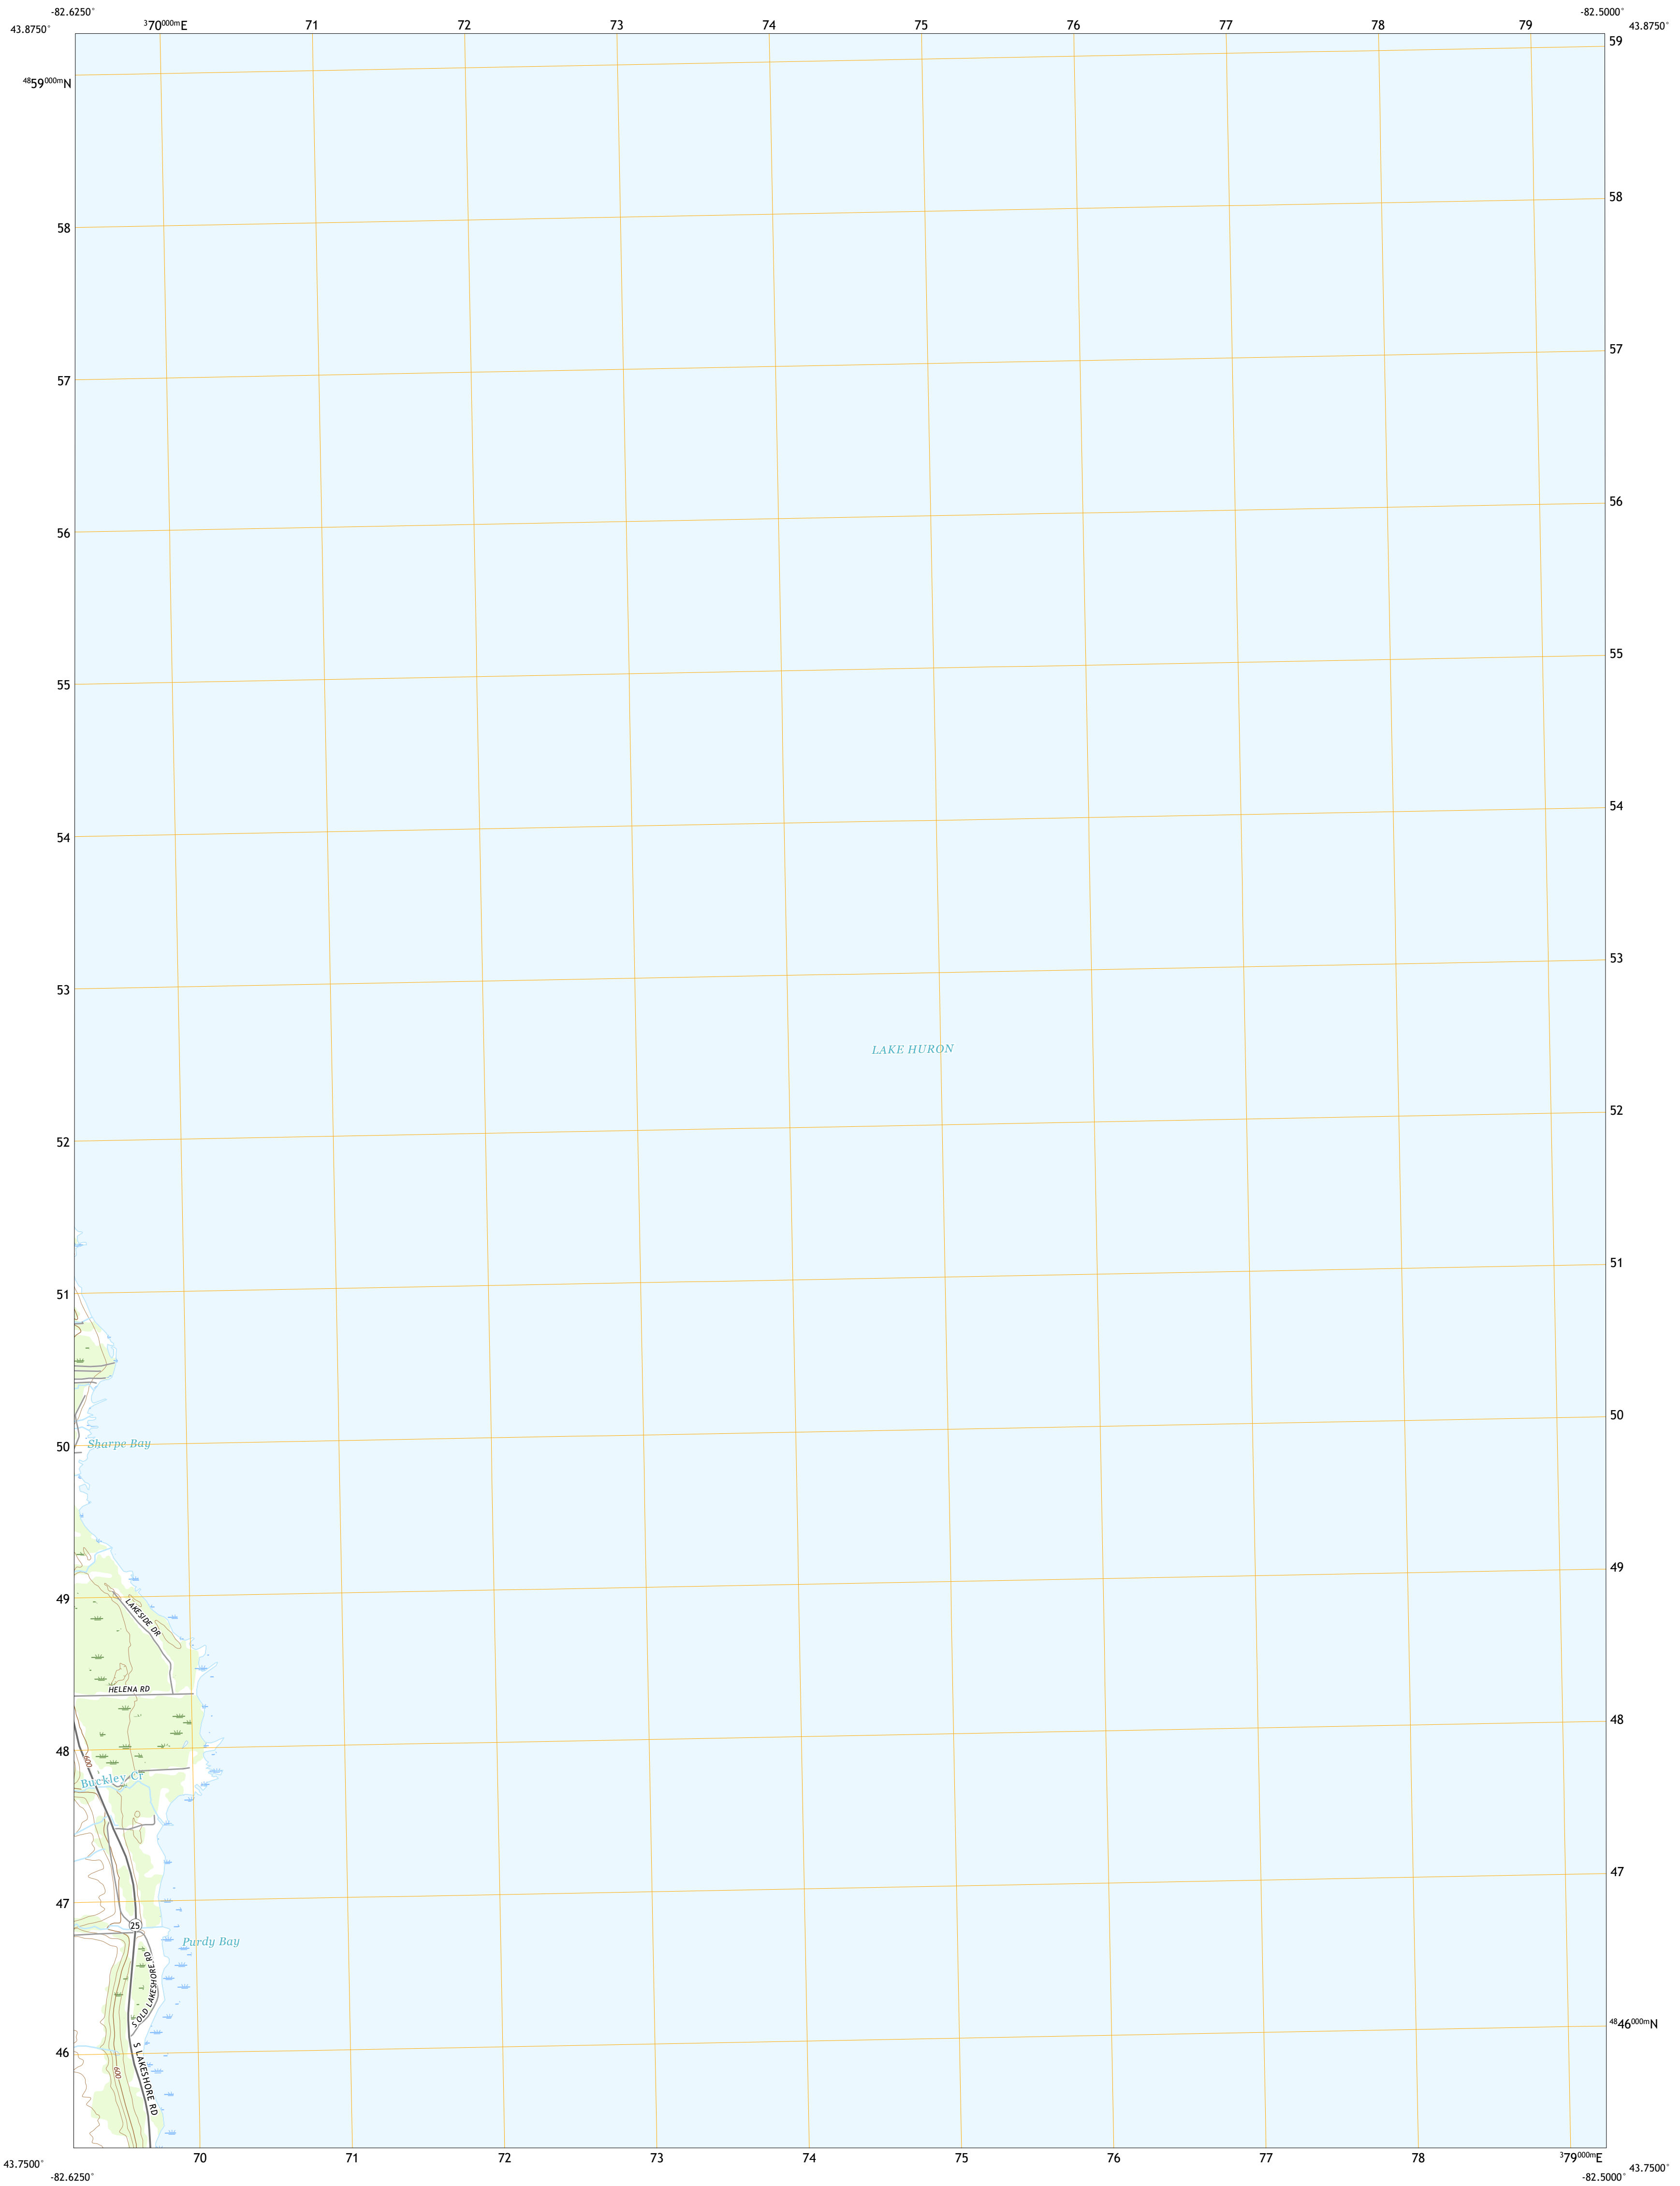 -82.6250° -82.5000°
43.8750° ³70⁰⁰⁰ᵐE 71 72 73 74 75 76 77 78 79 43.8750°
59
⁴⁸59⁰⁰⁰ᵐN
58 58
57 57
56 56
55 55
54 54
53 53
LAKE HURON
52 52
51 51
50 50
Sharpe Bay
49 49
LAKESIDE DR
HELENA RD
48 48
600
Buckley Cr
47 47
25
Purdy Bay
S OLD LAKESHORE RD
⁴⁸46⁰⁰⁰ᵐN
46
600
S LAKESHORE RD
43.7500° 70 71 72 73 74 75 76 77 78 ³79⁰⁰⁰ᵐE 43.7500°
-82.6250° -82.5000°